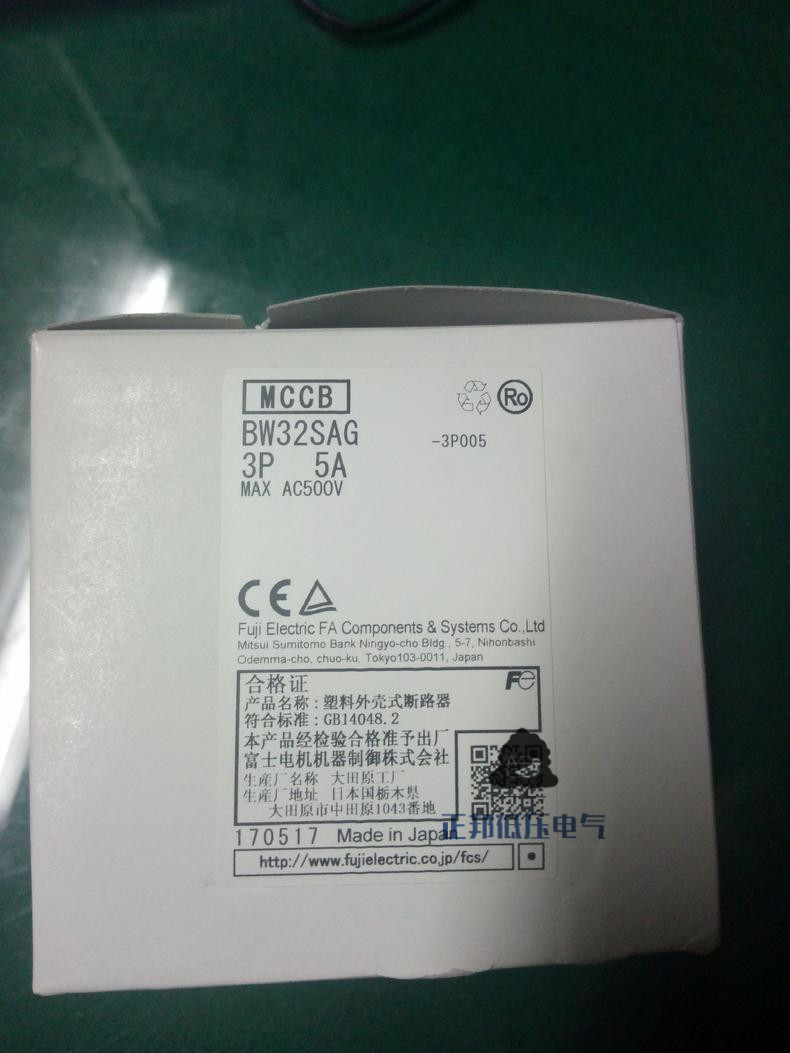 MCCB
Ro
BW32SAG
-3P005
3P 5A
MAX AC500V
CE
Fuji Electric FA Components & Systems Co.,Ltd
Mitsui Sumitomo Bank Ningyo-cho Bldg., 5-7, Nihonbashi
Odemma-cho, chuo-ku, Tokyo103-0011, Japan
合格证
Fe
产品名称：塑料外壳式断路器
符合标准：GB14048.2
本产品经检验合格准予出厂
富士电机机器制御株式会社
生産厂名称 大田原工厂
生産厂地址 日本国栃木県
大田原市中田原1043番地
正邦低压电气
170517 Made in Japan
http://www.fujielectric.co.jp/fcs/